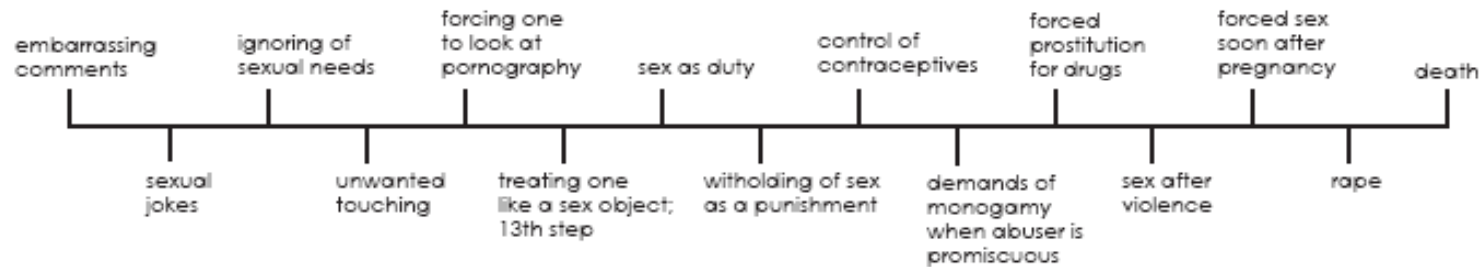 embarrassing
comments
sexual
jokes
ignoring of
sexual needs
unwanted
touching
forcing one
to look at
pornography
treating one
like a sex object;
13th step
sex as duty
witholding of sex
as a punishment
control of
contraceptives
demands of
monogamy
when abuser is
promiscuous
forced
prostitution
for drugs
sex after
violence
forced sex
soon after
pregnancy
rape
death